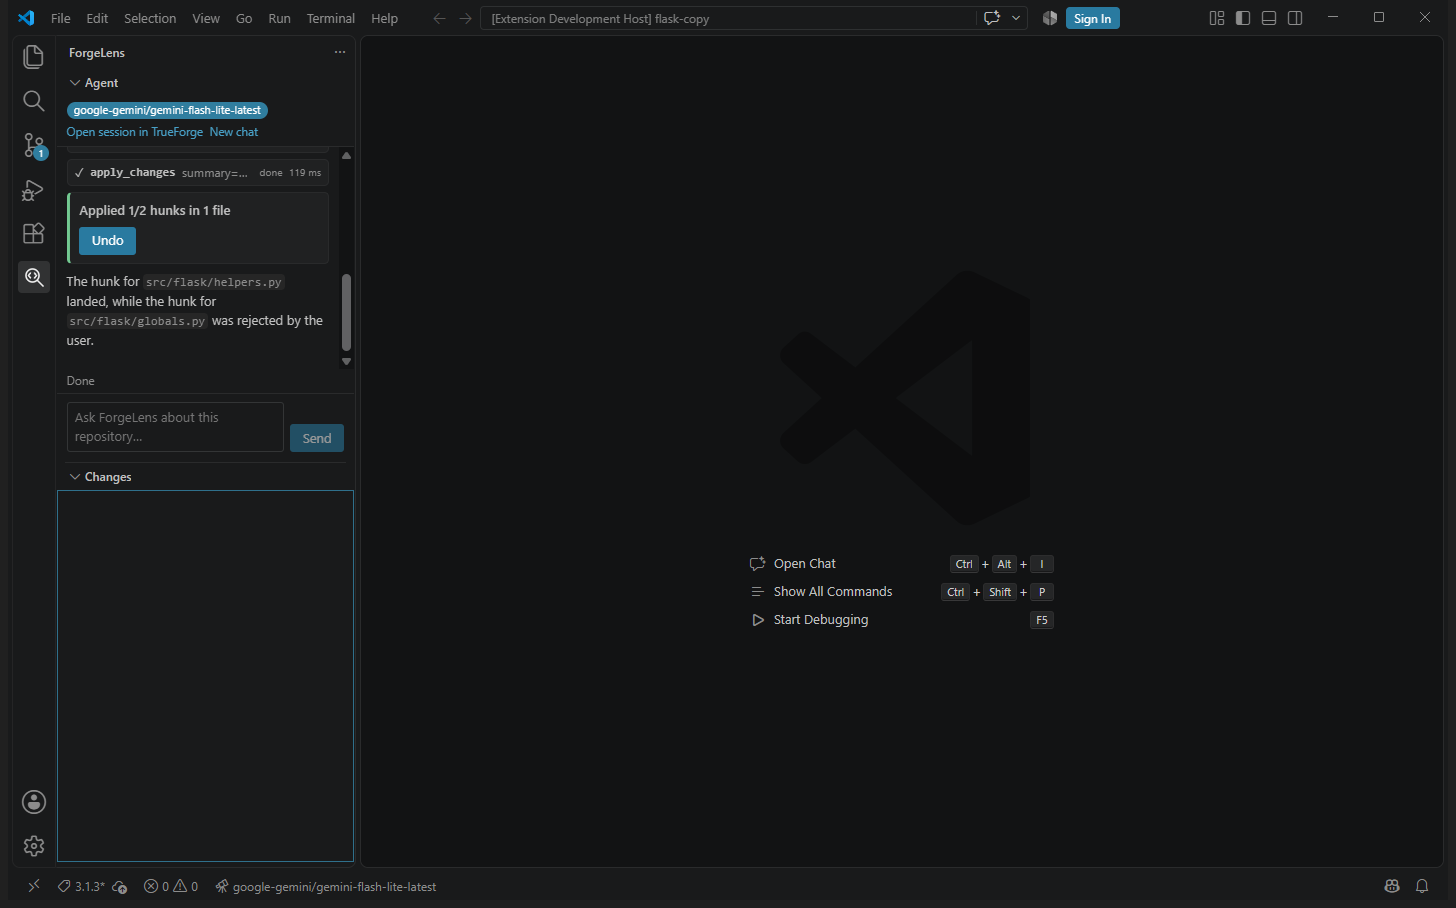 File Edit Selection View Go Run Terminal Help
[Extension Development Host] flask-copy
Sign In
ForgeLens
Agent
google-gemini/gemini-flash-lite-latest
Open session in TrueForge New chat
1
apply_changes summary=... done 119 ms
Applied 1/2 hunks in 1 file
Undo
The hunk for src/flask/helpers.py
landed, while the hunk for
src/flask/globals.py was rejected by the
user.
Done
Ask ForgeLens about this
repository...
Send
Changes
Open Chat Ctrl + Alt + I
Show All Commands Ctrl + Shift + P
Start Debugging F5
3.1.3* 0 0 google-gemini/gemini-flash-lite-latest